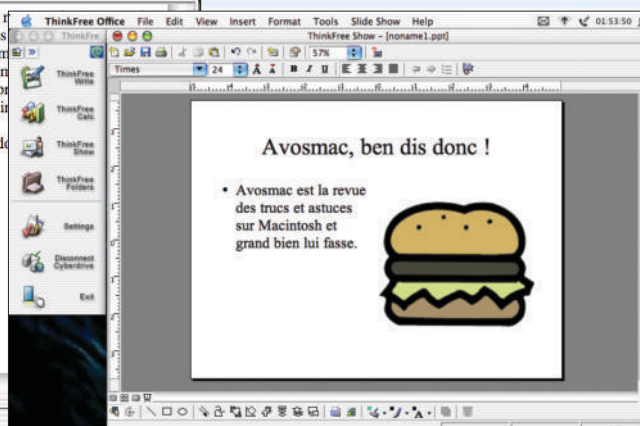 ThinkFree Office File Edit View Insert Format Tools Slide Show Help 01:53:50
ThinkFre
ThinkFree Show – [noname1.ppt]
57%
Times 24 B I U
ThinkFree Write
ThinkFree Calc
ThinkFree Show
ThinkFree Folders
Settings
Disconnect Cyberdrive
Exit
Avosmac, ben dis donc !
• Avosmac est la revue
des trucs et astuces
sur Macintosh et
grand bien lui fasse.